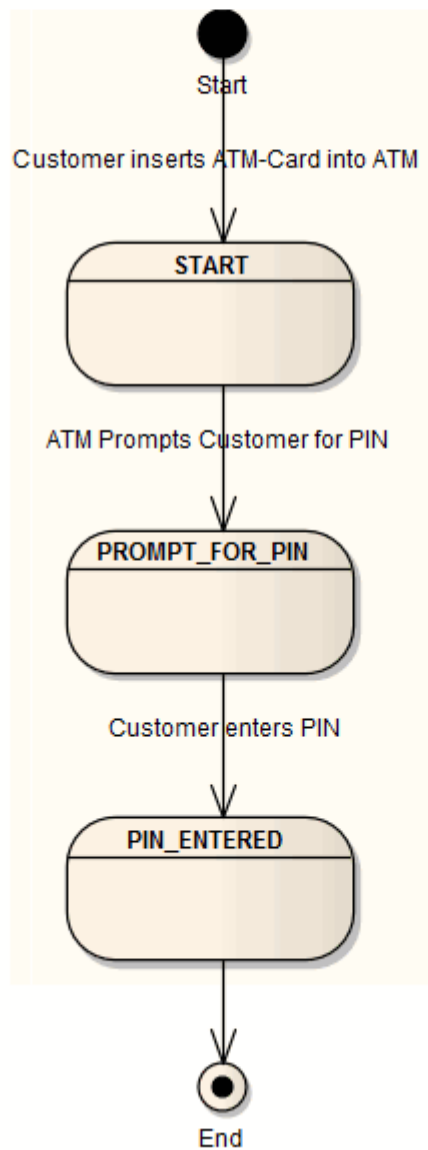 Start
Customer inserts ATM-Card into ATM
START
ATM Prompts Customer for PIN
PROMPT_FOR_PIN
Customer enters PIN
PIN_ENTERED
End